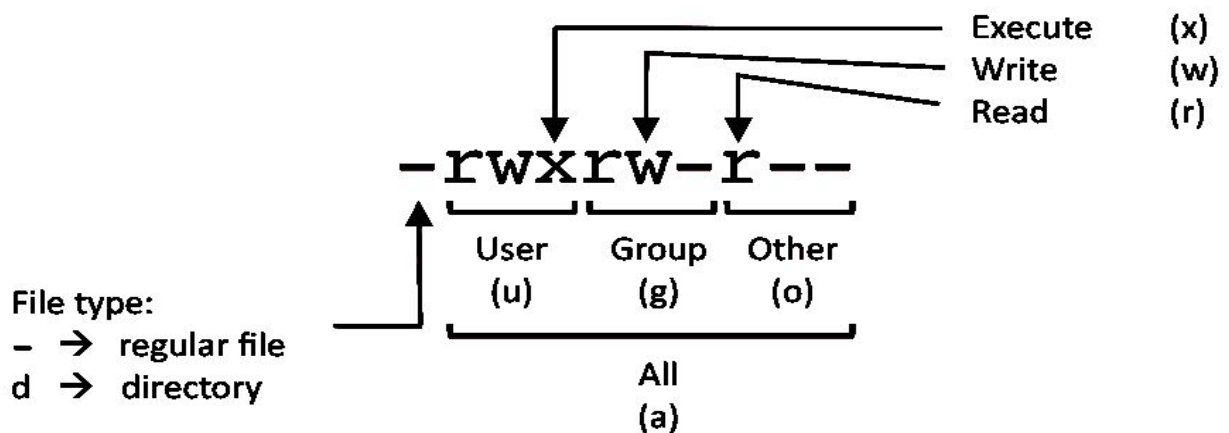 Execute (x)
Write (w)
Read (r)
-rwxrw-r--
User Group Other
(u) (g) (o)
File type:
- → regular file
d → directory
All
(a)